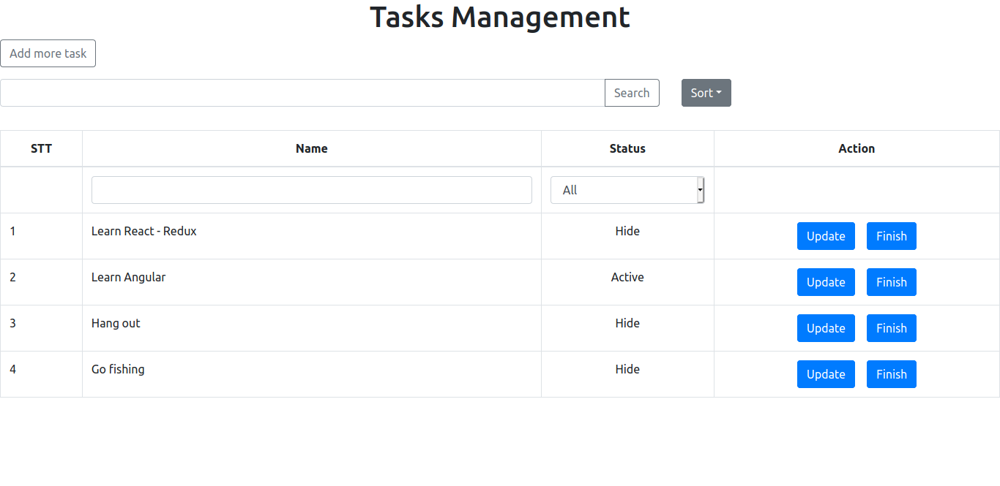 Tasks Management
Add more task
Search Sort
STT Name Status Action
All
1 Learn React - Redux Hide Update Finish
2 Learn Angular Active Update Finish
3 Hang out Hide Update Finish
4 Go fishing Hide Update Finish